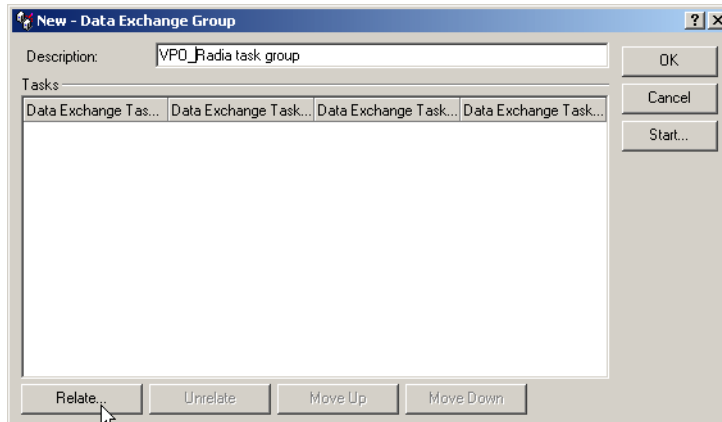 New - Data Exchange Group
Description: VPO_Radia task group
OK
Tasks
Cancel
Data Exchange Tas... Data Exchange Task... Data Exchange Task... Data Exchange Task...
Start...
Relate... Unrelate Move Up Move Down